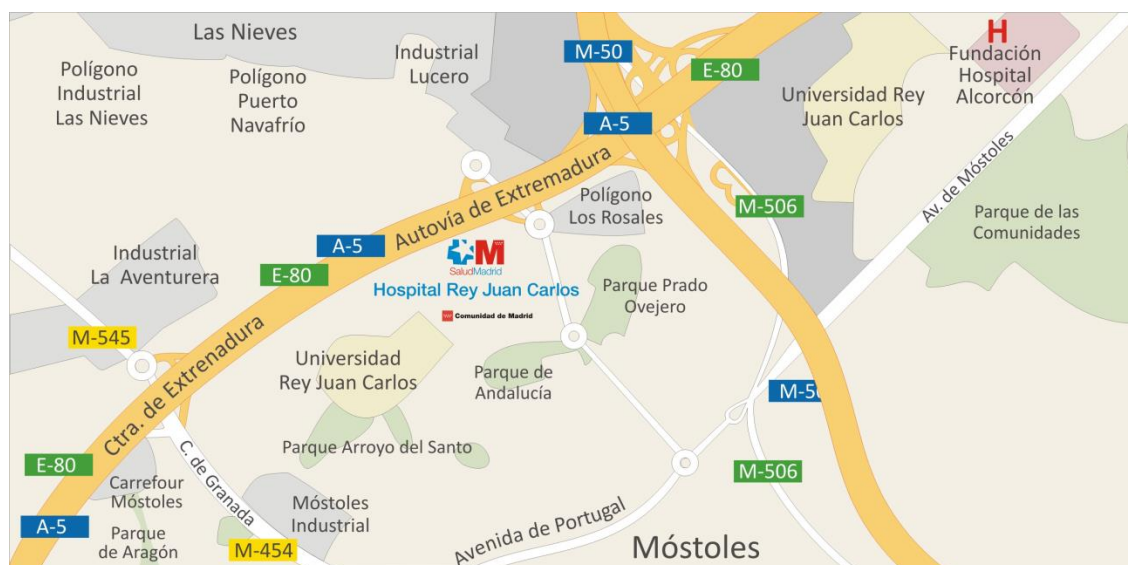 Las Nieves
Polígono
Industrial
Las Nieves
Polígono
Puerto
Navafrío
Industrial
Lucero
M-50
E-80
A-5
H
Fundación
Hospital
Alcorcón
Universidad Rey
Juan Carlos
Av. de Móstoles
Autovía de Extremadura
Polígono
Los Rosales
M-506
Parque de las
Comunidades
Industrial
La Aventurera
A-5
E-80
M
SaludMadrid
Hospital Rey Juan Carlos
Comunidad de Madrid
Parque Prado
Ovejero
M-545
Ctra. de Extrenadura
Universidad
Rey Juan Carlos
Parque de
Andalucía
M-50
Parque Arroyo del Santo
E-80
C. de Granada
Carrefour
Móstoles
M-506
Móstoles
Industrial
A-5
Parque
de Aragón
M-454
Avenida de Portugal
Móstoles